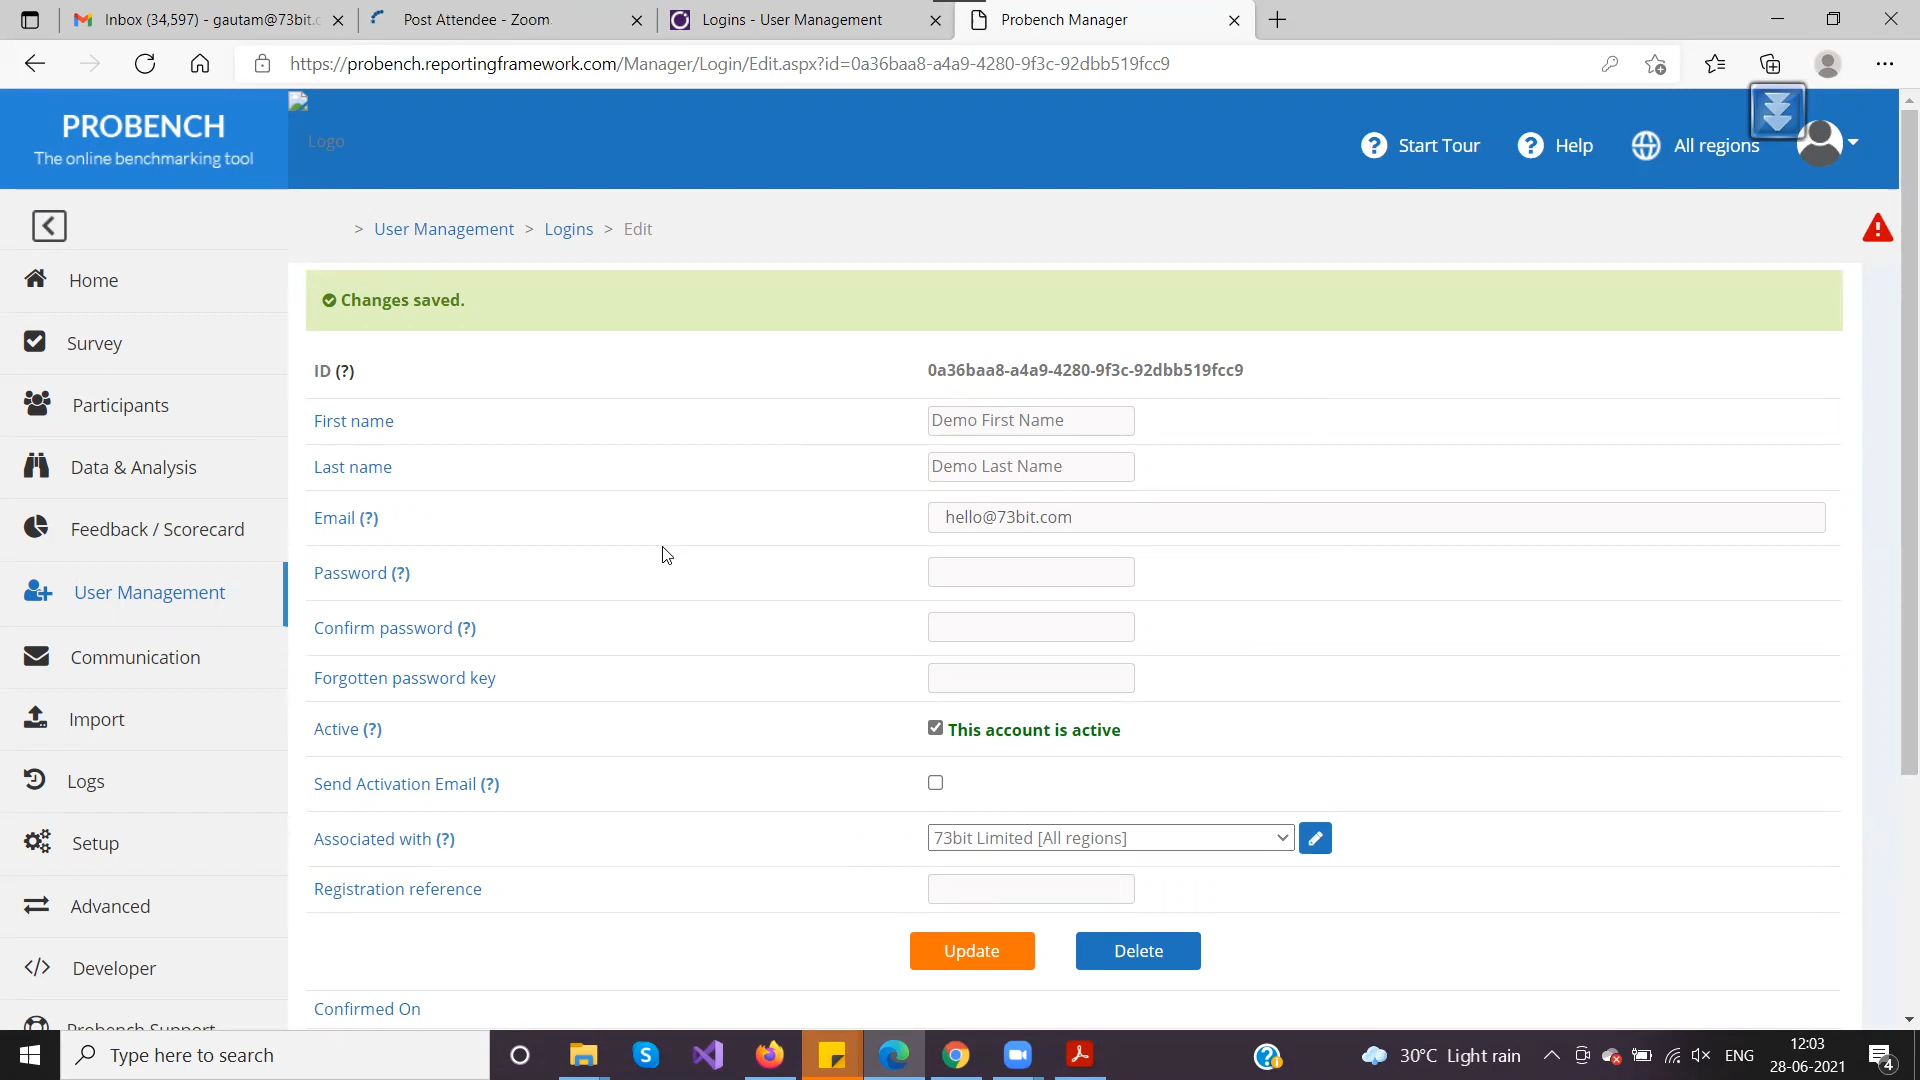 Inbox (34,597) - gautam@73bit.c
Post Attendee - Zoom
Logins - User Management
Probench Manager
https://probench.reportingframework.com/Manager/Login/Edit.aspx?id=0a36baa8-a4a9-4280-9f3c-92dbb519fcc9
PROBENCH
The online benchmarking tool
Logo
? Start Tour
? Help
All regions
> User Management > Logins > Edit
Home
Survey
Participants
Data & Analysis
Feedback / Scorecard
User Management
Communication
Import
Logs
Setup
Advanced
Developer
Probench Support
Changes saved.
ID (?) 0a36baa8-a4a9-4280-9f3c-92dbb519fcc9
First name Demo First Name
Last name Demo Last Name
Email (?) hello@73bit.com
Password (?)
Confirm password (?)
Forgotten password key
Active (?) This account is active
Send Activation Email (?)
Associated with (?) 73bit Limited [All regions]
Registration reference
Update Delete
Confirmed On
Type here to search
30°C Light rain
ENG
12:03
28-06-2021
4